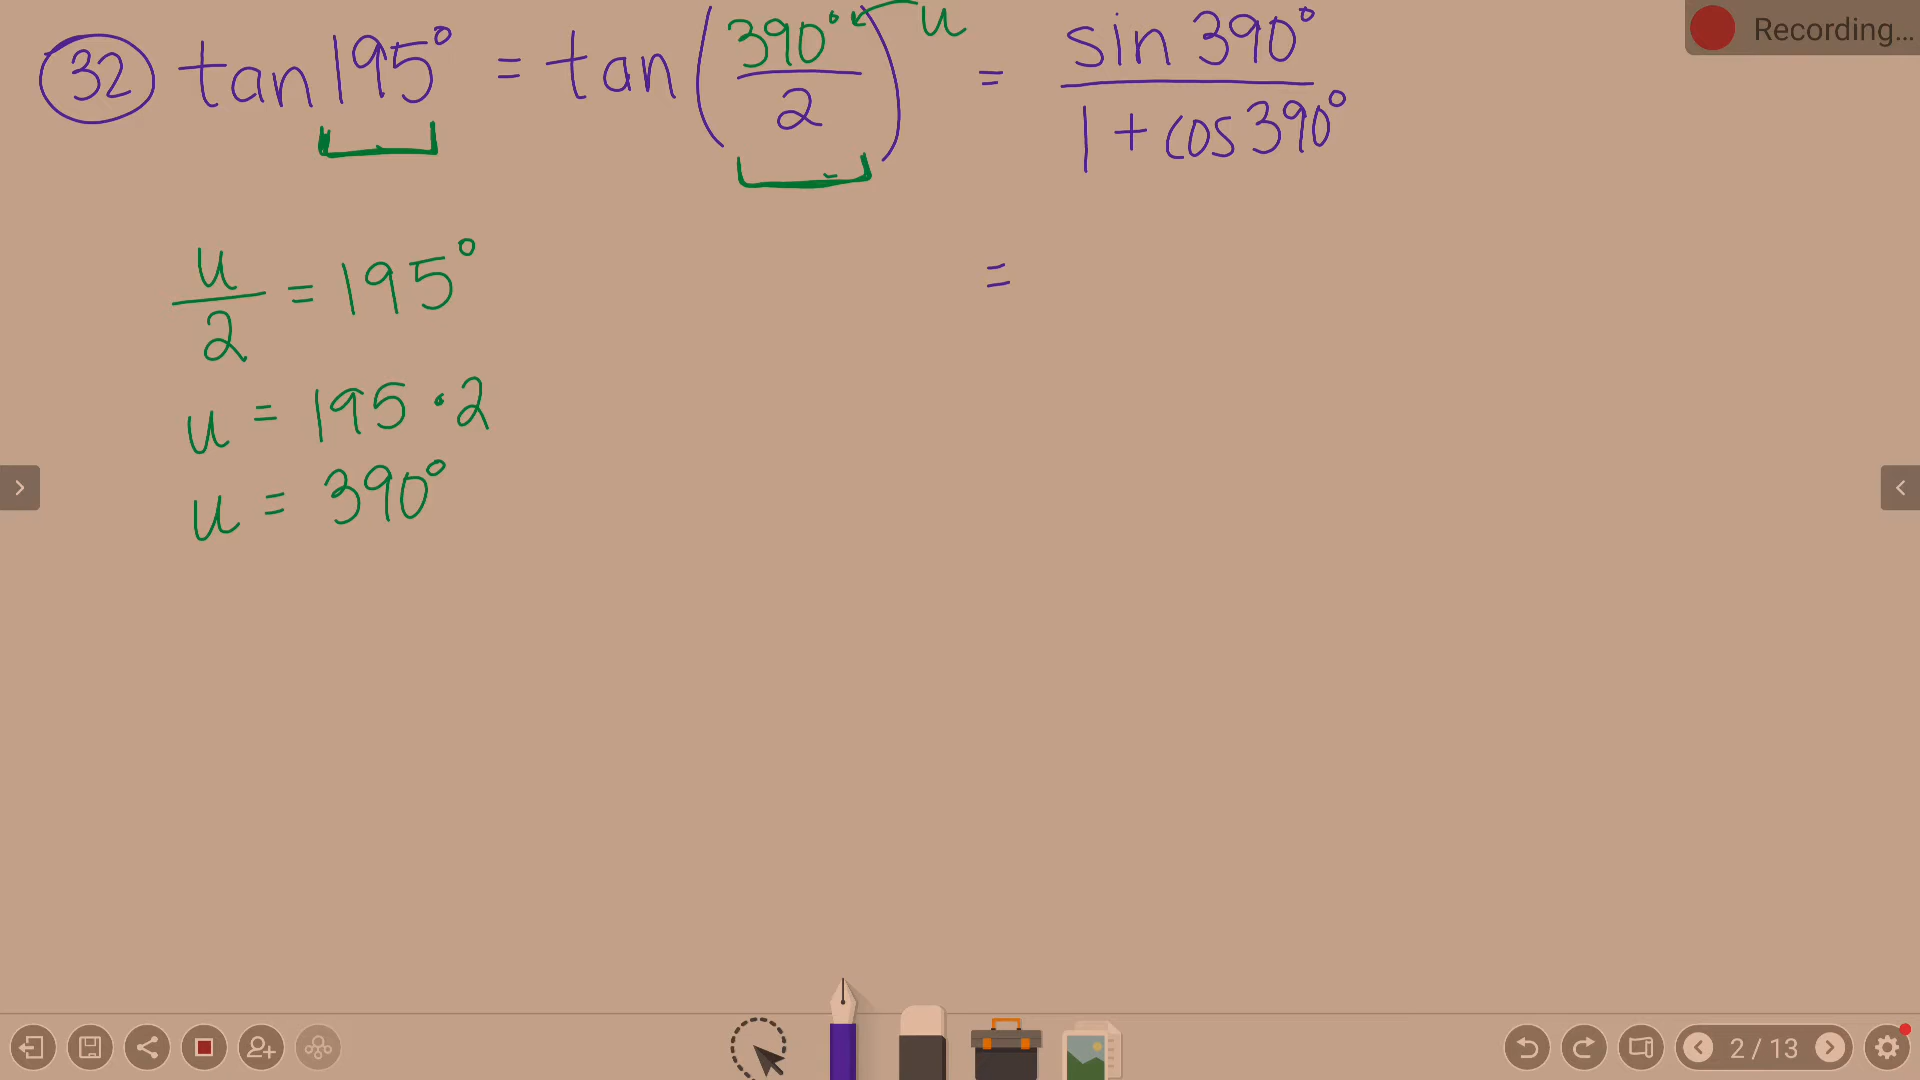 32 tan 195° = tan(390°/2) = sin 390° / 1 + cos 390°
u
u/2 = 195°
=
u = 195 · 2
u = 390°
Recording...
2 / 13